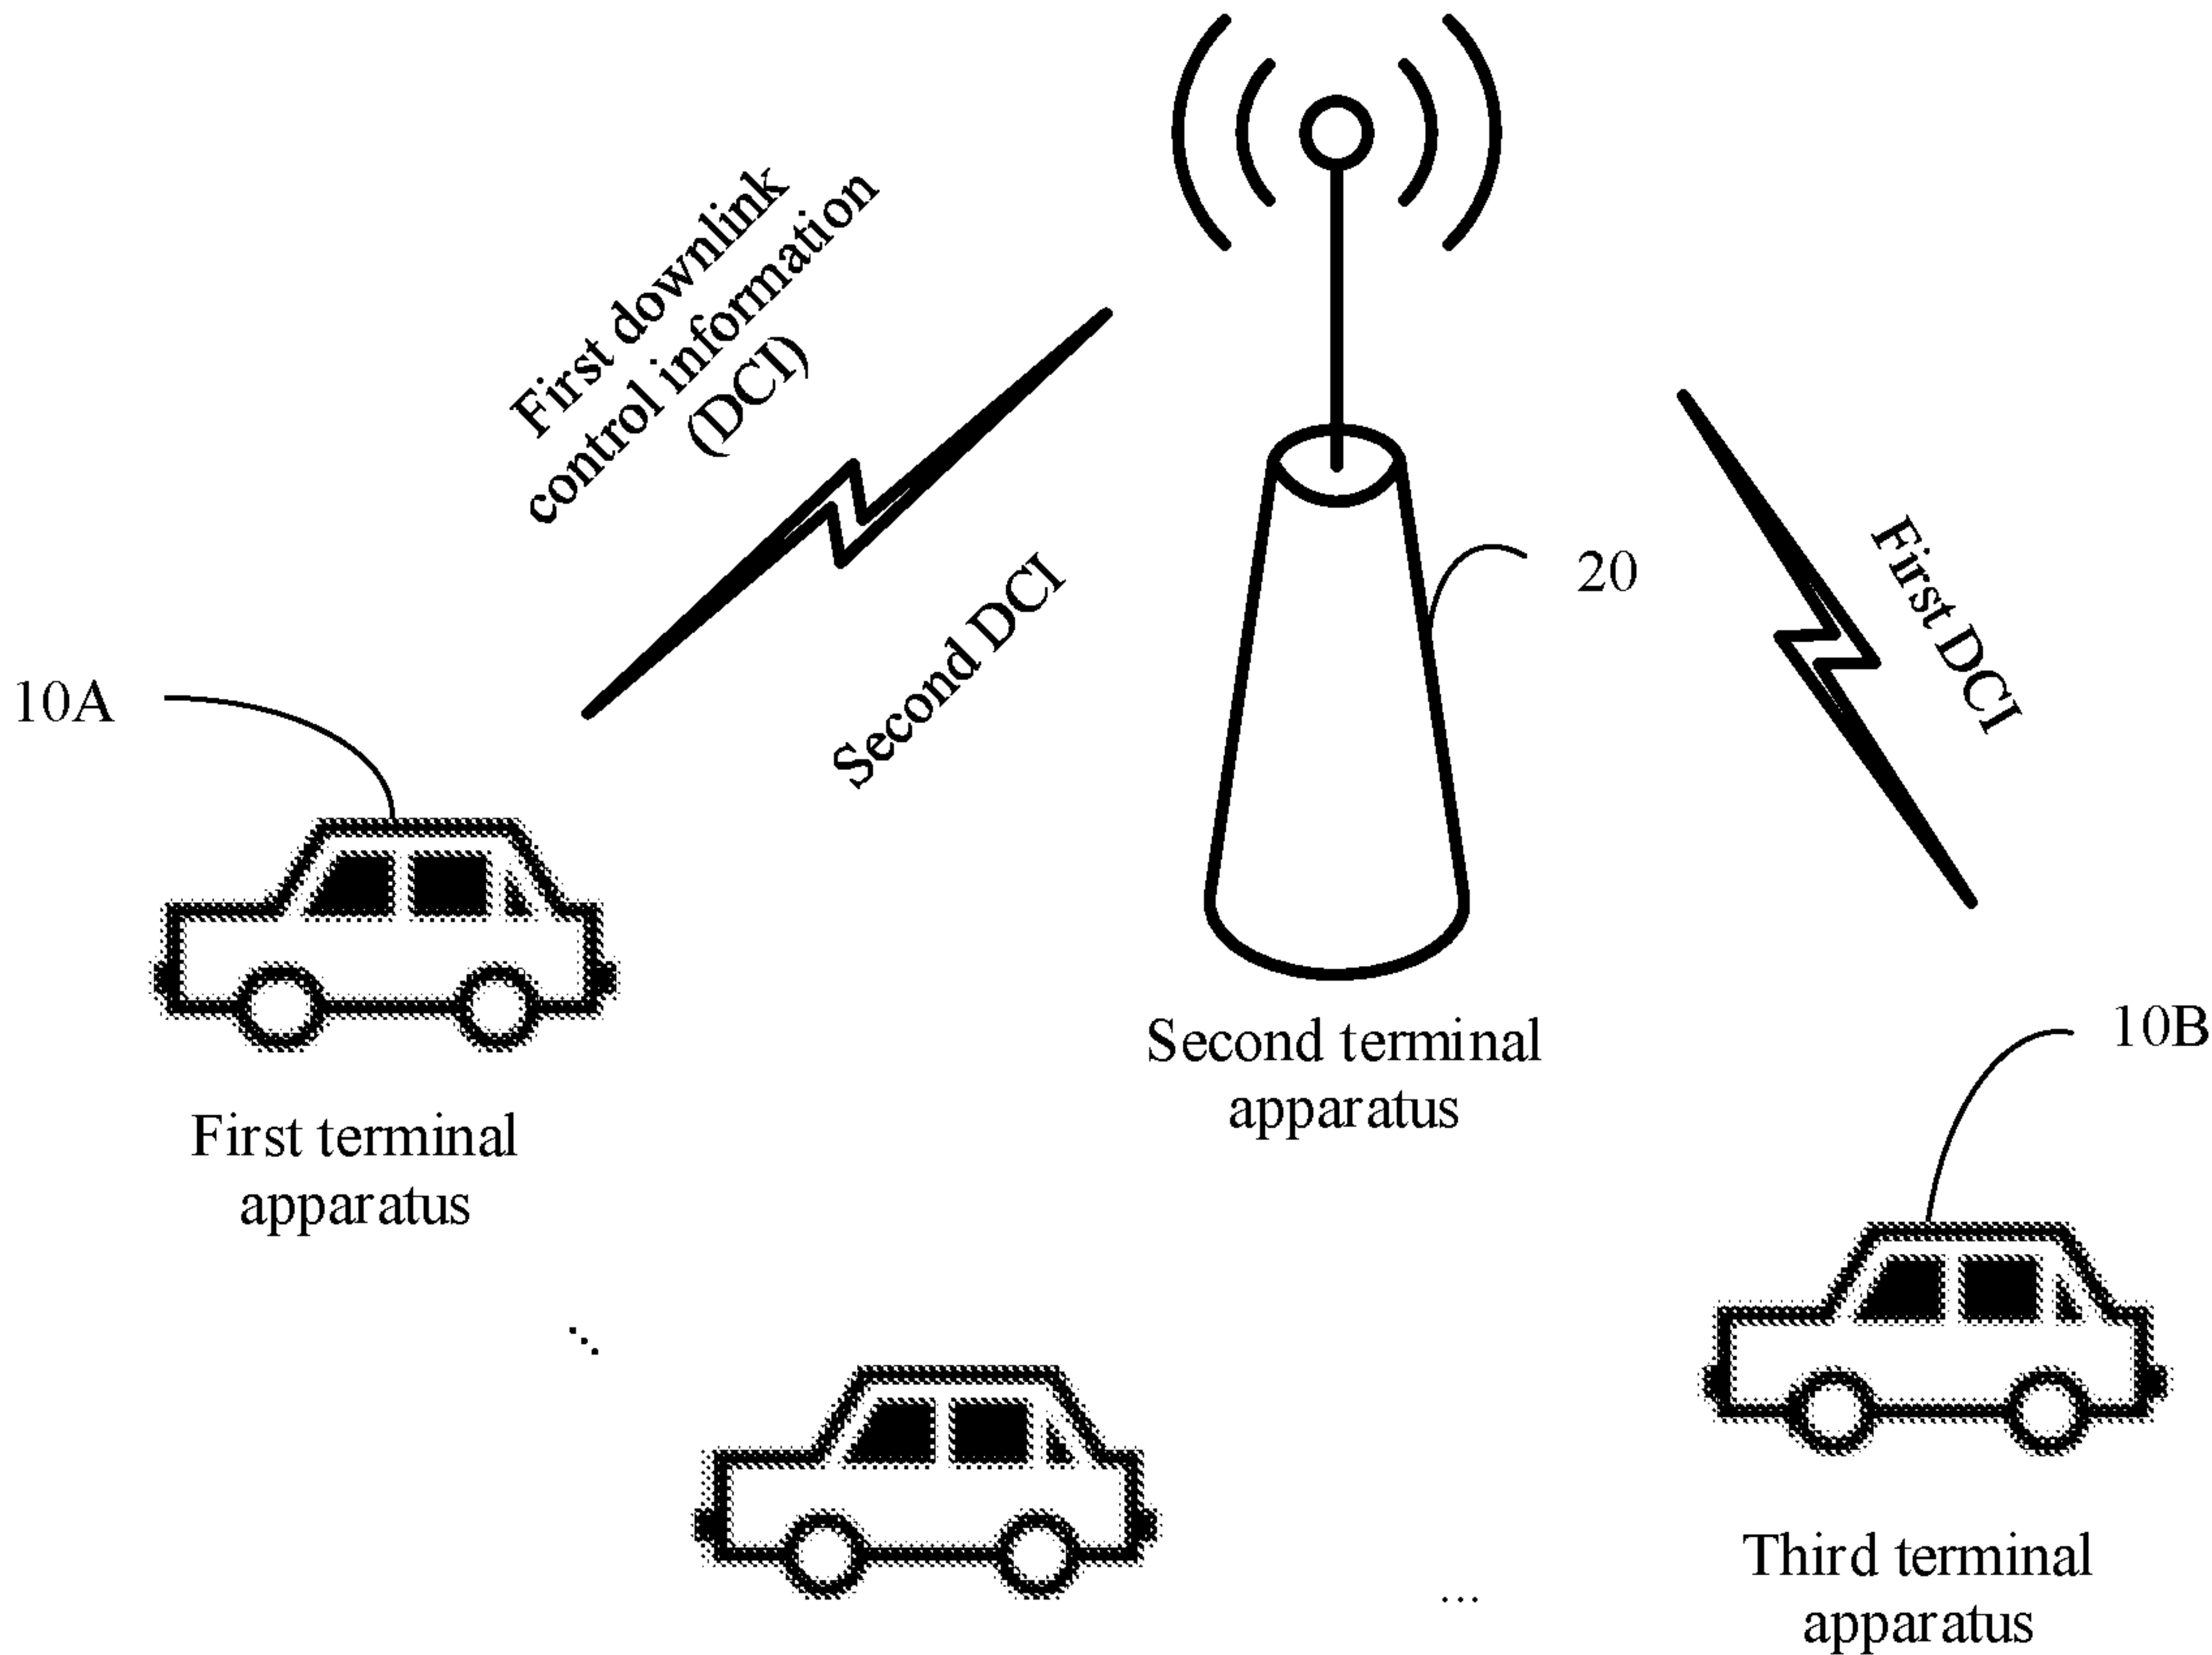 First downlink
control information
(DCI)
Second DCI
First DCI
20
10A
First terminal
apparatus
Second terminal
apparatus
10B
...
...
Third terminal
apparatus